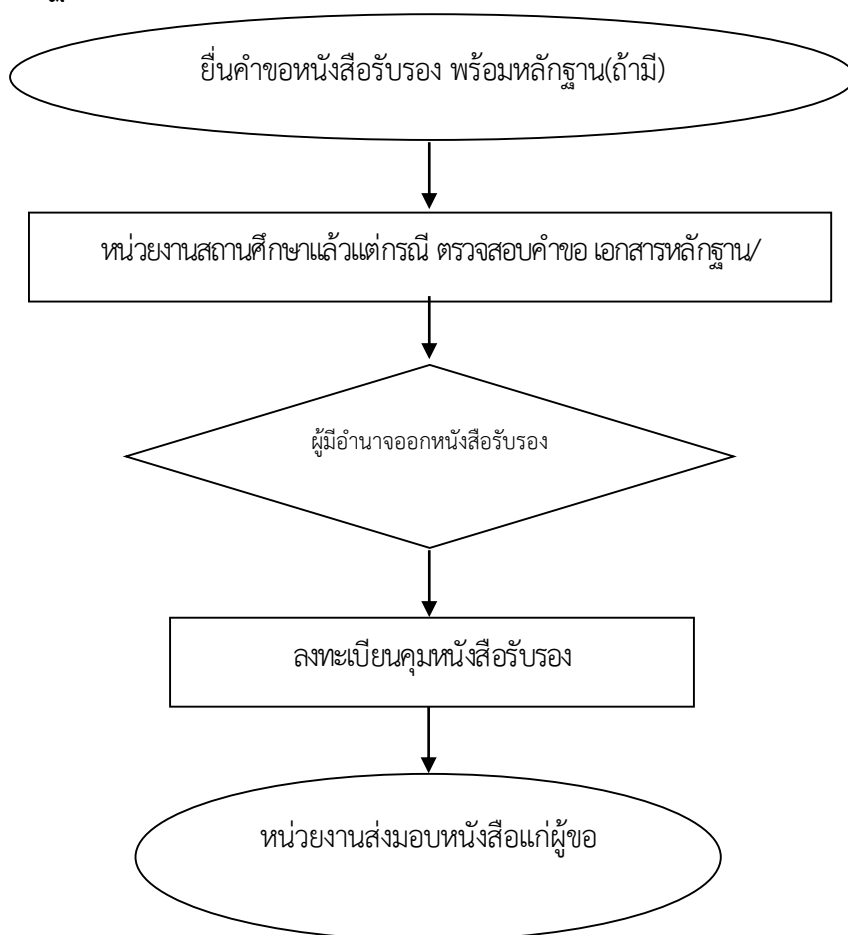 ยื่นคำขอหนังสือรับรอง พร้อมหลักฐาน(ถ้ามี)
หน่วยงานสถานศึกษาแล้วแต่กรณี ตรวจสอบคำขอ เอกสารหลักฐาน/
ผู้มีอำนาจออกหนังสือรับรอง
ลงทะเบียนคุมหนังสือรับรอง
หน่วยงานส่งมอบหนังสือแก่ผู้ขอ